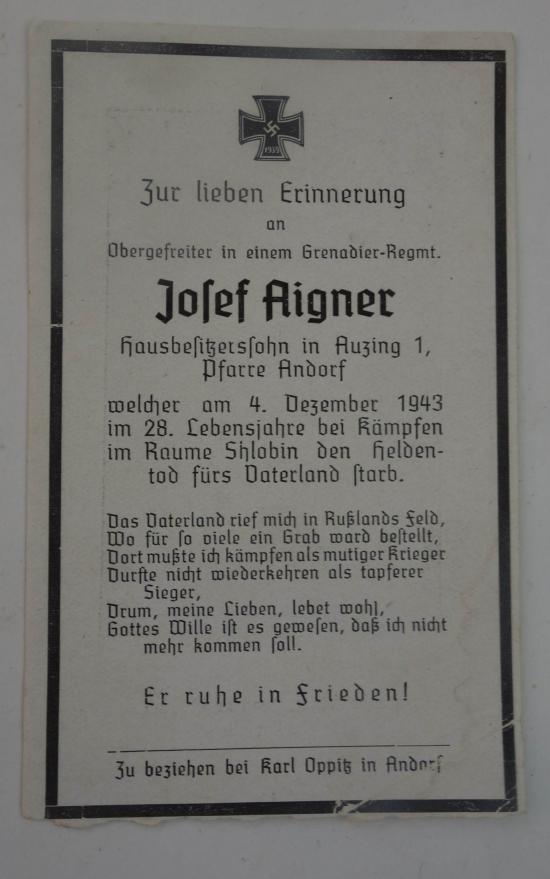 1939
Zur lieben Erinnerung
an
Obergefreiter in einem Grenadier-Regmt.
Josef Aigner
Hausbesitzerssohn in Auzing 1,
Pfarre Andorf
welcher am 4. Dezember 1943
im 28. Lebensjahre bei Kämpfen
im Raume Shlobin den Helden-
tod fürs Vaterland starb.
Das Vaterland rief mich in Rußlands Feld,
Wo für so viele ein Grab ward bestellt,
Dort mußte ich kämpfen als mutiger Krieger
Durfte nicht wiederkehren als tapferer
Sieger,
Drum, meine Lieben, lebet wohl,
Gottes Wille ist es gewesen, daß ich nicht
mehr kommen soll.
Er ruhe in Frieden!
Zu beziehen bei Karl Oppitz in Andorf